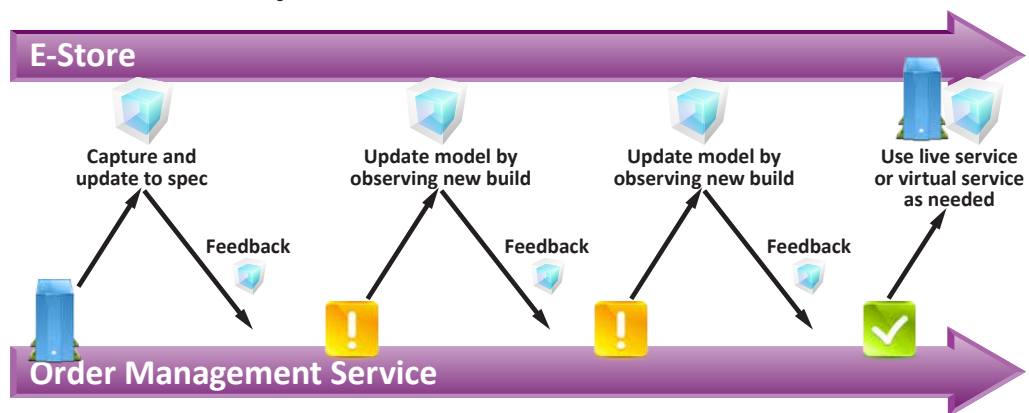 E-Store
Capture and
update to spec
Update model by
observing new build
Update model by
observing new build
Use live service
or virtual service
as needed
Feedback
Feedback
Feedback
Order Management Service